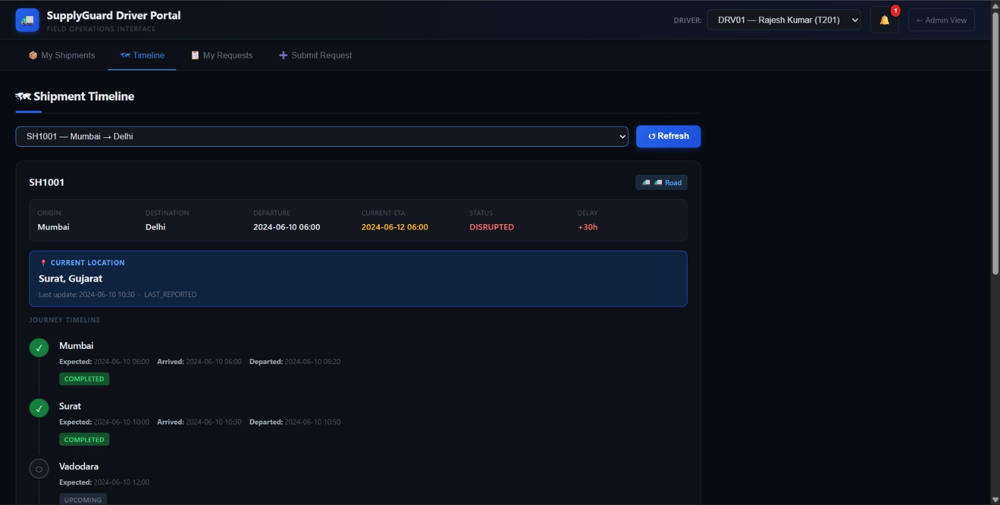 SupplyGuard Driver Portal
FIELD OPERATIONS INTERFACE
DRIVER: DRV01 — Rajesh Kumar (T201) 1 ← Admin View
My Shipments Timeline My Requests Submit Request
Shipment Timeline
SH1001 — Mumbai → Delhi ↺ Refresh
SH1001 Road
ORIGIN DESTINATION DEPARTURE CURRENT ETA STATUS DELAY
Mumbai Delhi 2024-06-10 06:00 2024-06-12 06:00 DISRUPTED +30h
CURRENT LOCATION
Surat, Gujarat
Last update: 2024-06-10 10:30 · LAST_REPORTED
JOURNEY TIMELINE
Mumbai
Expected: 2024-06-10 06:00 Arrived: 2024-06-10 06:00 Departed: 2024-06-10 06:20
COMPLETED
Surat
Expected: 2024-06-10 10:00 Arrived: 2024-06-10 10:30 Departed: 2024-06-10 10:50
COMPLETED
Vadodara
Expected: 2024-06-10 12:00
UPCOMING